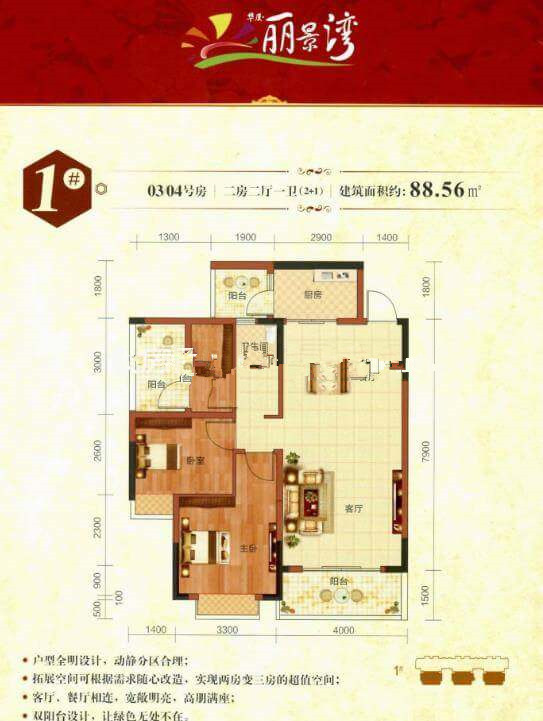 华茂·丽景湾
1#
0304号房 二房二厅一卫(2+1) 建筑面积约: 88.56㎡
1300 1900 2900 1400
1800
1800
阳台
厨房
3000
卫生间
阳台
7900
2600
卧室
2300
客厅
主卧
900
阳台
1500
500
100
1400 3300 4000
• 户型全明设计，动静分区合理；
• 拓展空间可根据需求随心改造，实现两房变三房的超值空间；
1#
• 客厅、餐厅相连，宽敞明亮，高朋满座；
• 双阳台设计，让绿色无处不在。